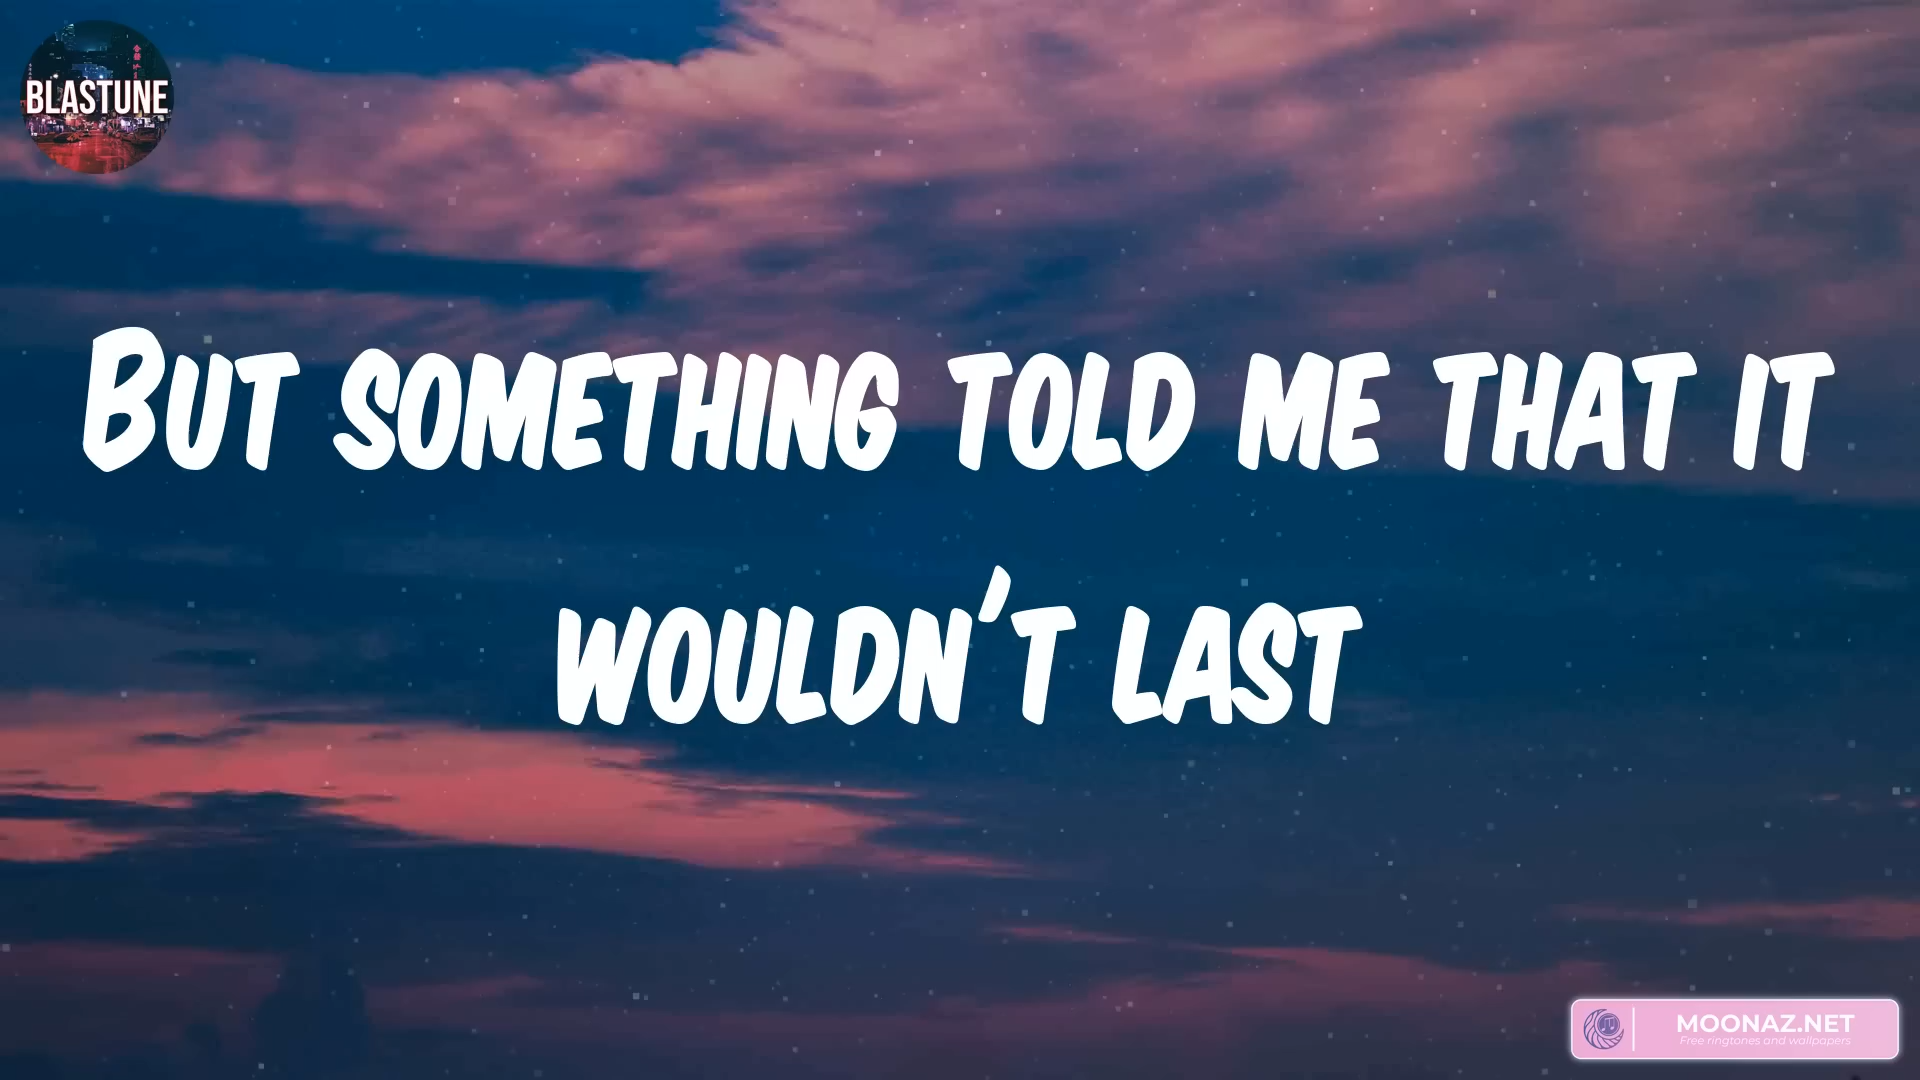 BLASTUNE
But something told me that it
wouldn't last
MOONAZ.NET
Free ringtones and wallpapers